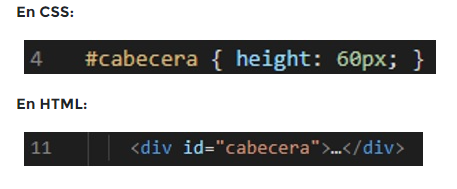 En CSS:
4 #cabecera { height: 60px; }
En HTML:
11 <div id="cabecera">…</div>